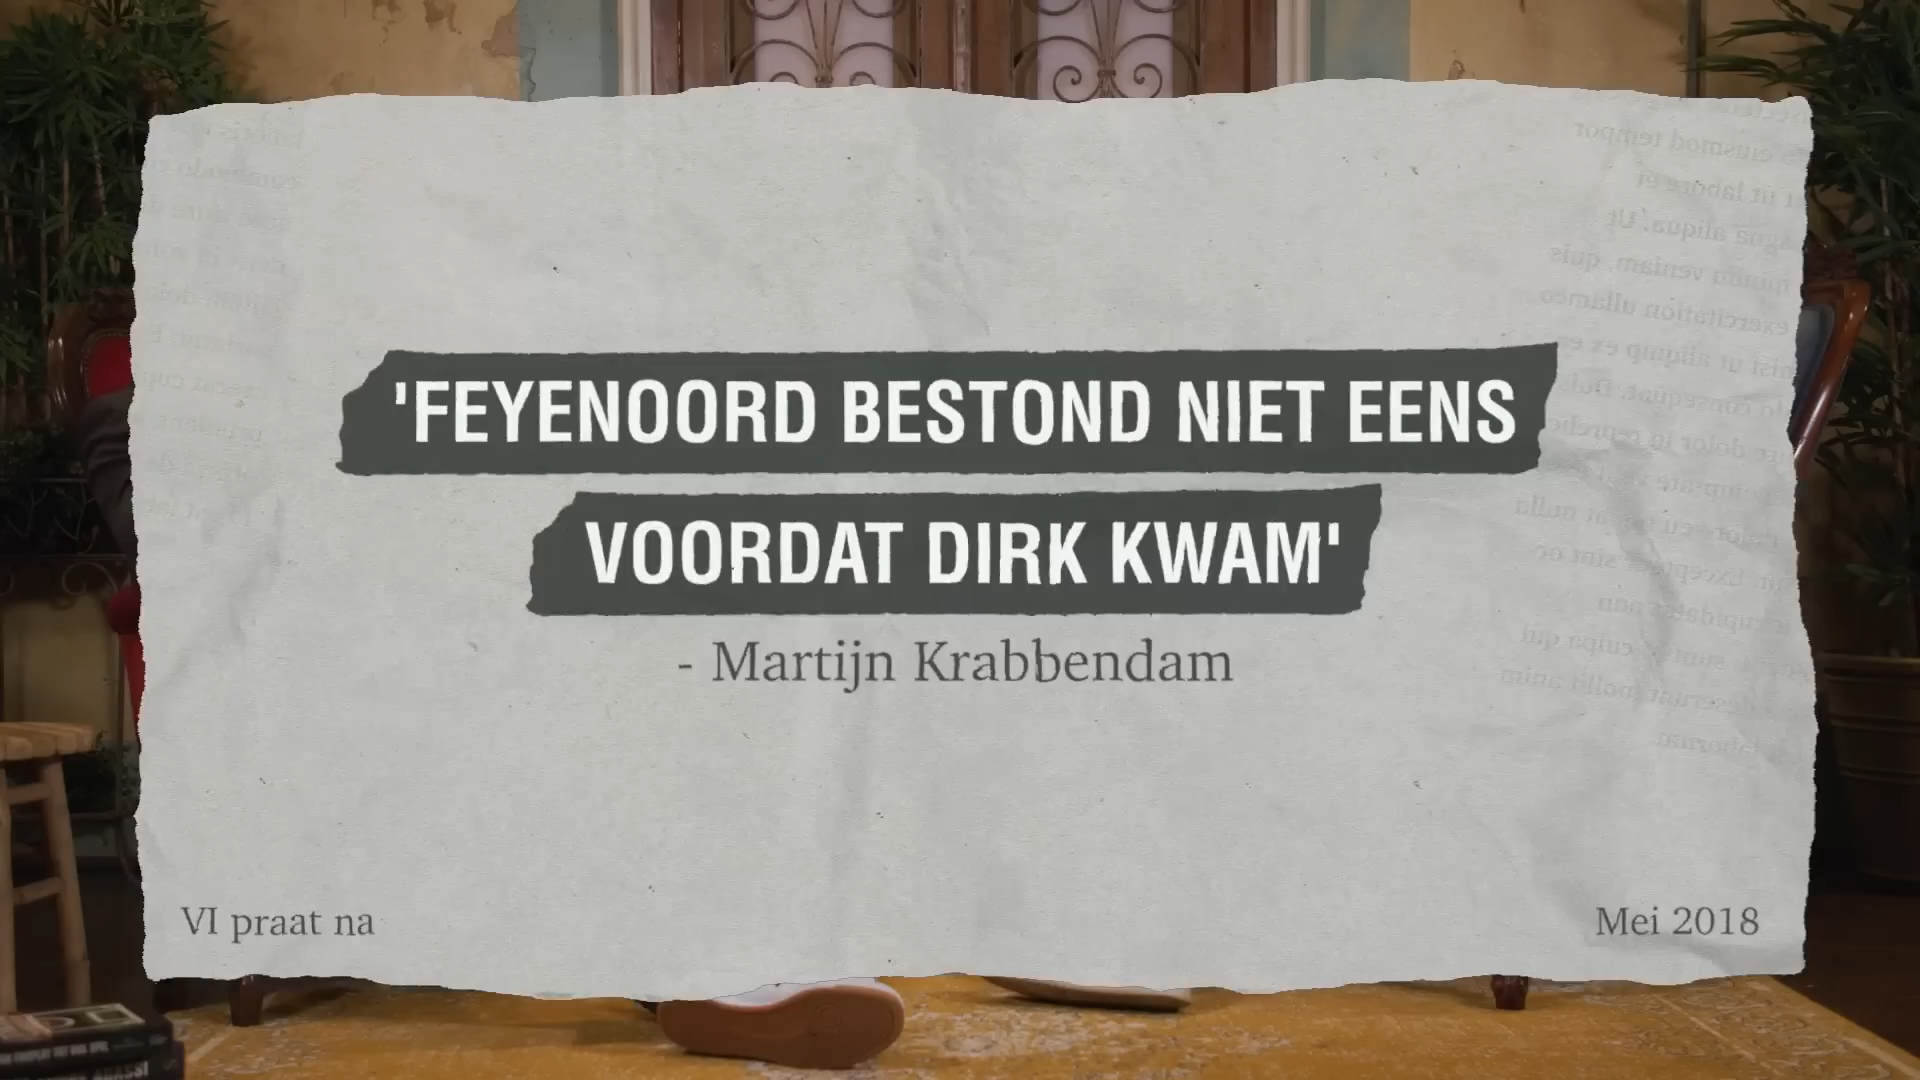 'FEYENOORD BESTOND NIET EENS
VOORDAT DIRK KWAM'
- Martijn Krabbendam
VI praat na
Mei 2018